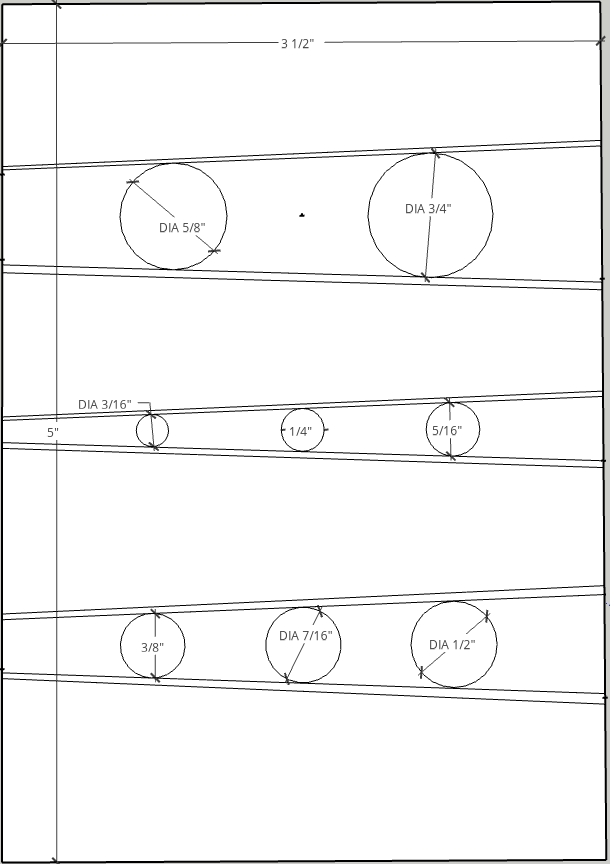 3 1/2"
DIA 5/8"
DIA 3/4"
DIA 3/16"
5"
1/4"
5/16"
3/8"
DIA 7/16"
DIA 1/2"